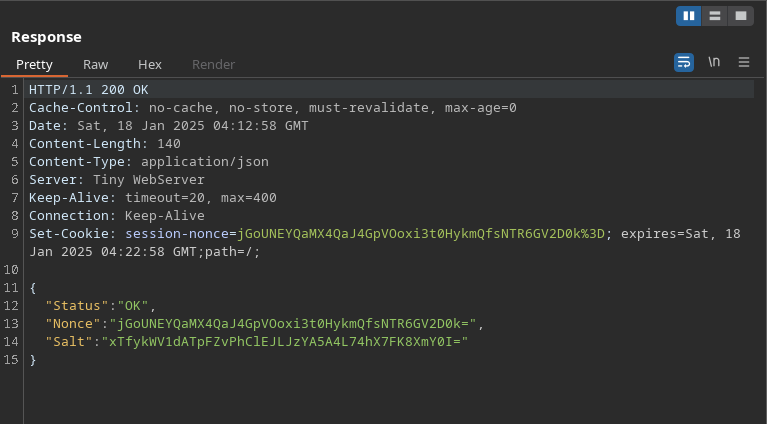 Response
Pretty Raw Hex Render
\n
1 HTTP/1.1 200 OK
2 Cache-Control: no-cache, no-store, must-revalidate, max-age=0
3 Date: Sat, 18 Jan 2025 04:12:58 GMT
4 Content-Length: 140
5 Content-Type: application/json
6 Server: Tiny WebServer
7 Keep-Alive: timeout=20, max=400
8 Connection: Keep-Alive
9 Set-Cookie: session-nonce=jGoUNEYQaMX4QaJ4GpVOoxi3t0HykmQfsNTR6GV2D0k%3D; expires=Sat, 18
Jan 2025 04:22:58 GMT;path=/;
10
11 {
12 "Status":"OK",
13 "Nonce":"jGoUNEYQaMX4QaJ4GpVOoxi3t0HykmQfsNTR6GV2D0k=",
14 "Salt":"xTfykWV1dATpFZvPhClEJLJzYA5A4L74hX7FK8XmY0I="
15 }